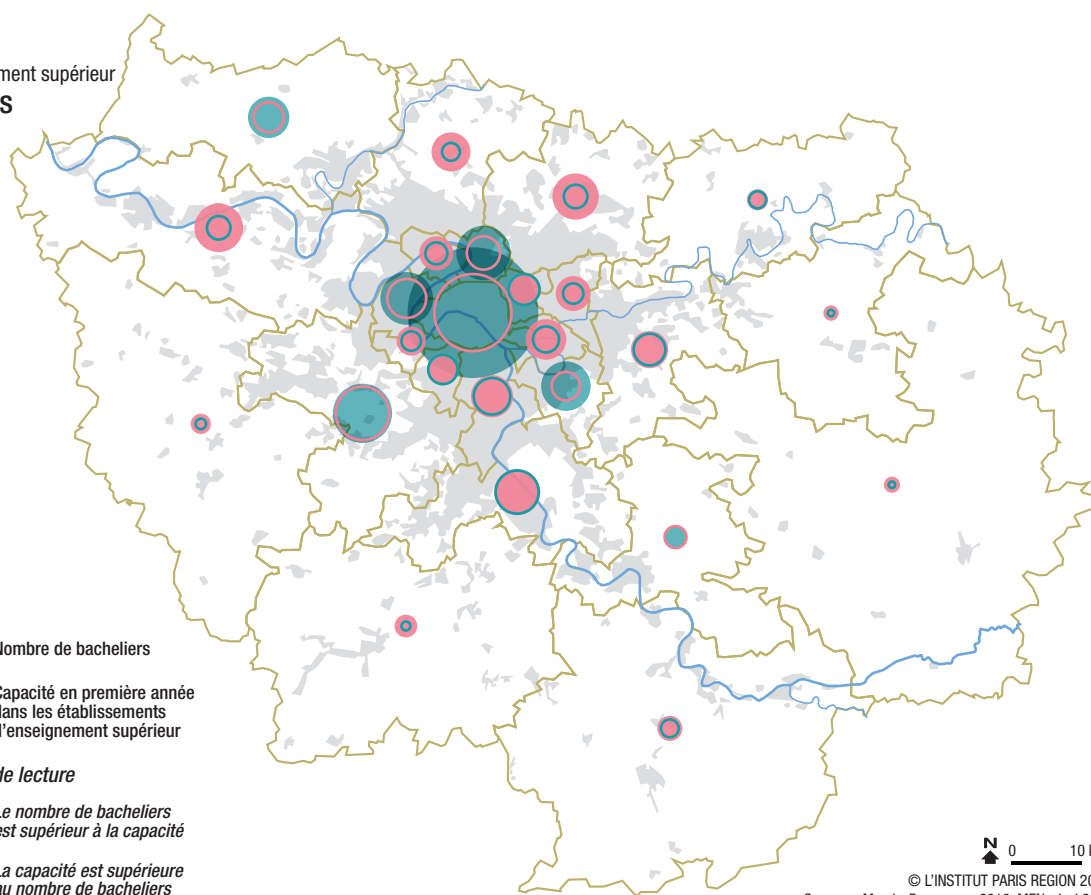 ment supérieur
s
Nombre de bacheliers
Capacité en première année
dans les établissements
d'enseignement supérieur
de lecture
Le nombre de bacheliers
est supérieur à la capacité
La capacité est supérieure
au nombre de bacheliers
N
0 10
© L'INSTITUT PARIS REGION 20